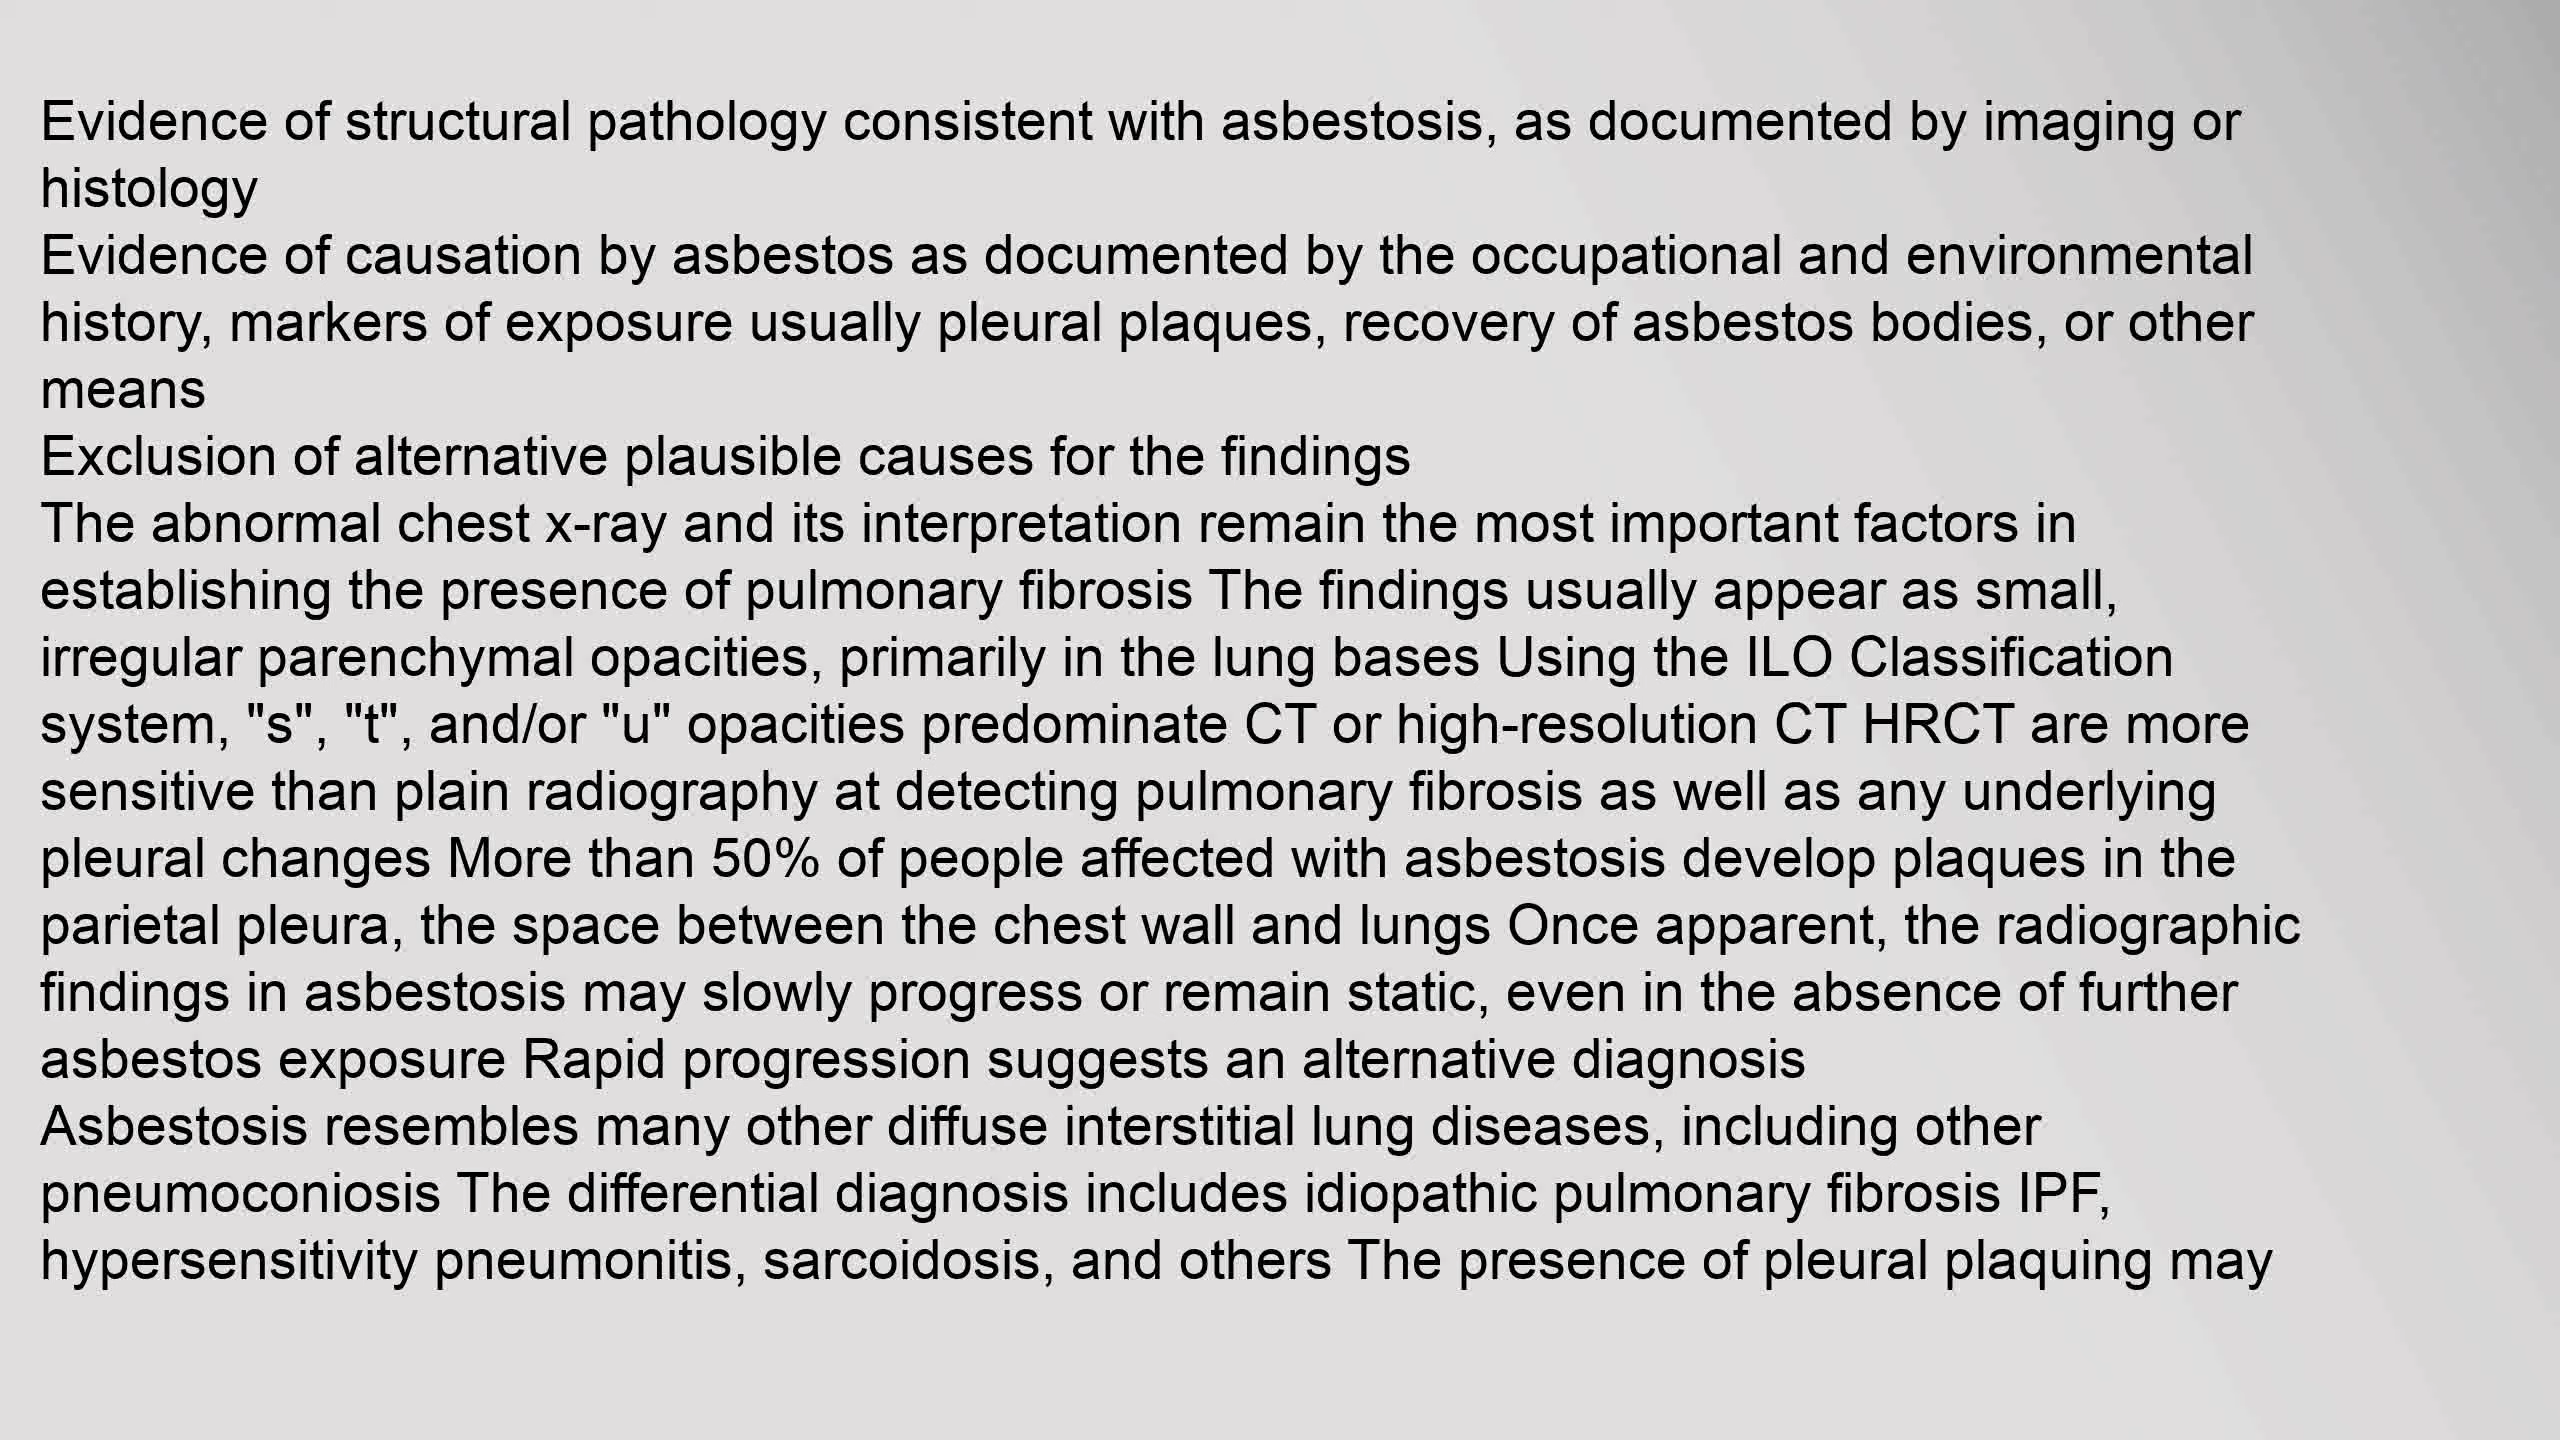 Evidence of structural pathology consistent with asbestosis, as documented by imaging or
histology
Evidence of causation by asbestos as documented by the occupational and environmental
history, markers of exposure usually pleural plaques, recovery of asbestos bodies, or other
means
Exclusion of alternative plausible causes for the findings
The abnormal chest x-ray and its interpretation remain the most important factors in
establishing the presence of pulmonary fibrosis The findings usually appear as small,
irregular parenchymal opacities, primarily in the lung bases Using the ILO Classification
system, "s", "t", and/or "u" opacities predominate CT or high-resolution CT HRCT are more
sensitive than plain radiography at detecting pulmonary fibrosis as well as any underlying
pleural changes More than 50% of people affected with asbestosis develop plaques in the
parietal pleura, the space between the chest wall and lungs Once apparent, the radiographic
findings in asbestosis may slowly progress or remain static, even in the absence of further
asbestos exposure Rapid progression suggests an alternative diagnosis
Asbestosis resembles many other diffuse interstitial lung diseases, including other
pneumoconiosis The differential diagnosis includes idiopathic pulmonary fibrosis IPF,
hypersensitivity pneumonitis, sarcoidosis, and others The presence of pleural plaquing may